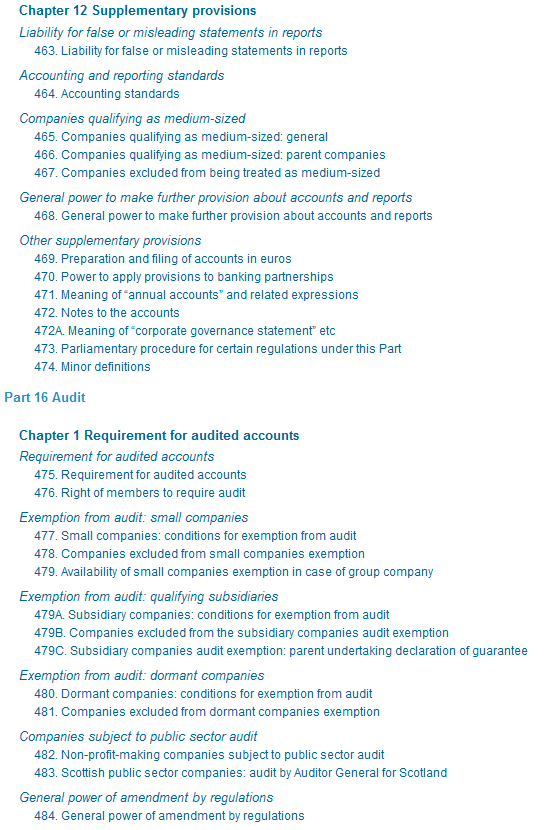 Chapter 12 Supplementary provisions
Liability for false or misleading statements in reports
463. Liability for false or misleading statements in reports
Accounting and reporting standards
464. Accounting standards
Companies qualifying as medium-sized
465. Companies qualifying as medium-sized: general
466. Companies qualifying as medium-sized: parent companies
467. Companies excluded from being treated as medium-sized
General power to make further provision about accounts and reports
468. General power to make further provision about accounts and reports
Other supplementary provisions
469. Preparation and filing of accounts in euros
470. Power to apply provisions to banking partnerships
471. Meaning of “annual accounts” and related expressions
472. Notes to the accounts
472A. Meaning of “corporate governance statement” etc
473. Parliamentary procedure for certain regulations under this Part
474. Minor definitions
Part 16 Audit
Chapter 1 Requirement for audited accounts
Requirement for audited accounts
475. Requirement for audited accounts
476. Right of members to require audit
Exemption from audit: small companies
477. Small companies: conditions for exemption from audit
478. Companies excluded from small companies exemption
479. Availability of small companies exemption in case of group company
Exemption from audit: qualifying subsidiaries
479A. Subsidiary companies: conditions for exemption from audit
479B. Companies excluded from the subsidiary companies audit exemption
479C. Subsidiary companies audit exemption: parent undertaking declaration of guarantee
Exemption from audit: dormant companies
480. Dormant companies: conditions for exemption from audit
481. Companies excluded from dormant companies exemption
Companies subject to public sector audit
482. Non-profit-making companies subject to public sector audit
483. Scottish public sector companies: audit by Auditor General for Scotland
General power of amendment by regulations
484. General power of amendment by regulations